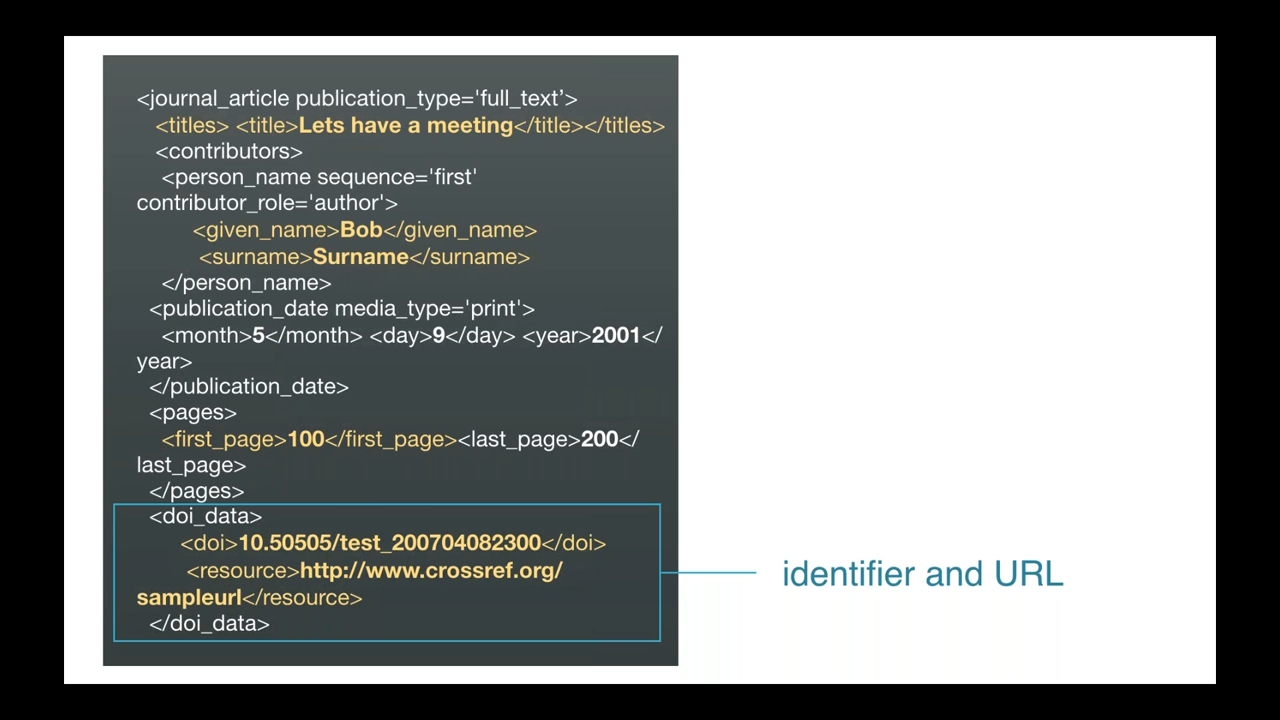 <journal_article publication_type='full_text’>
<titles> <title>Lets have a meeting</title></titles>
<contributors>
<person_name sequence='first'
contributor_role='author'>
<given_name>Bob</given_name>
<surname>Surname</surname>
</person_name>
<publication_date media_type='print'>
<month>5</month> <day>9</day> <year>2001</
year>
</publication_date>
<pages>
<first_page>100</first_page><last_page>200</
last_page>
</pages>
<doi_data>
<doi>10.50505/test_200704082300</doi>
<resource>http://www.crossref.org/
sampleurl</resource>
</doi_data>
identifier and URL